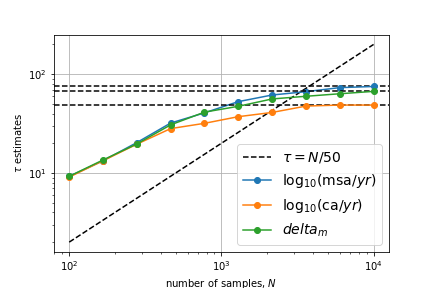 10²
10¹
τ estimates
τ = N/50
log₁₀(msa/yr)
log₁₀(ca/yr)
delta_m
10² 10³ 10⁴
number of samples, N